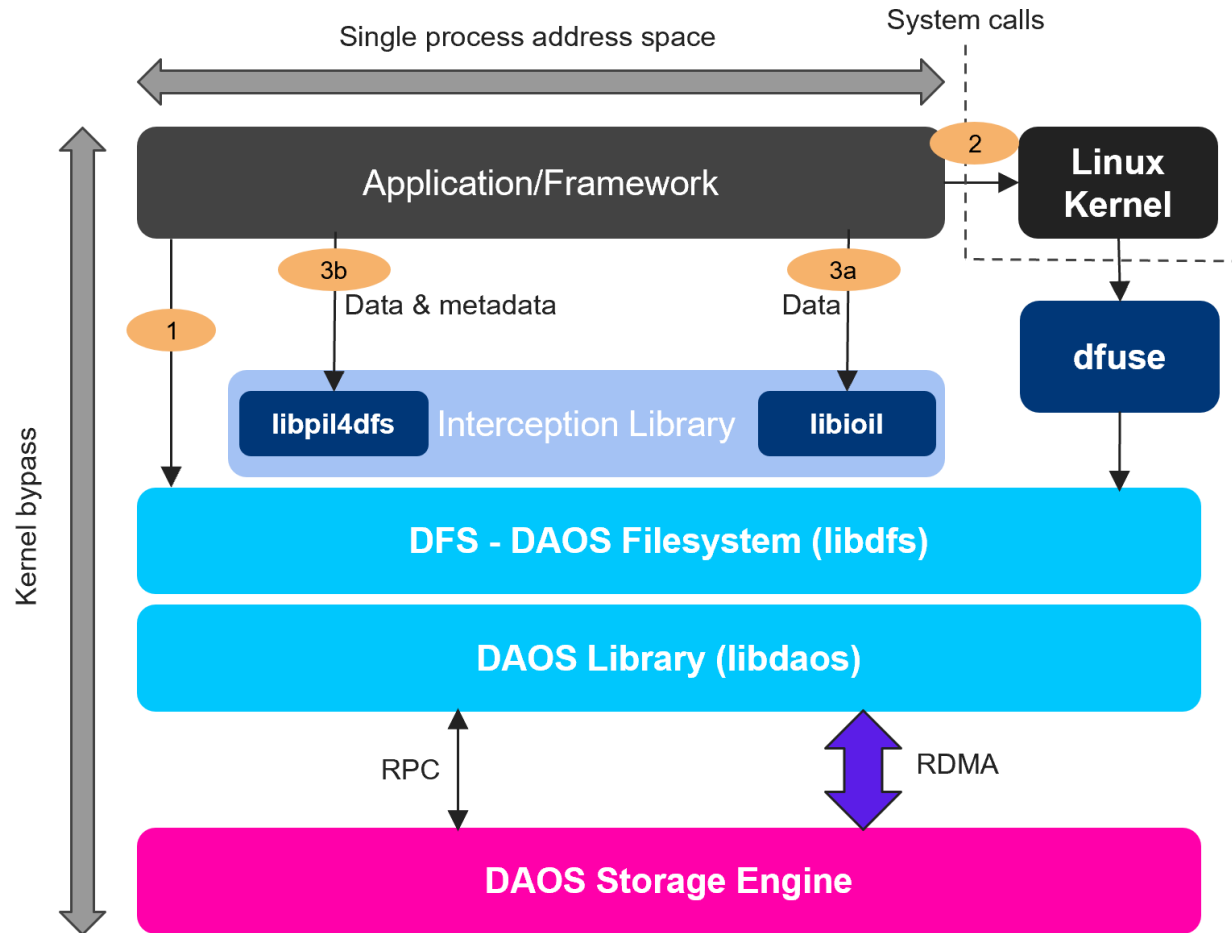 System calls
Single process address space
2
Application/Framework
Linux
Kernel
3b
3a
Data & metadata
Data
1
dfuse
libpil4dfs
Interception Library
libioil
Kernel bypass
DFS - DAOS Filesystem (libdfs)
DAOS Library (libdaos)
RPC
RDMA
DAOS Storage Engine